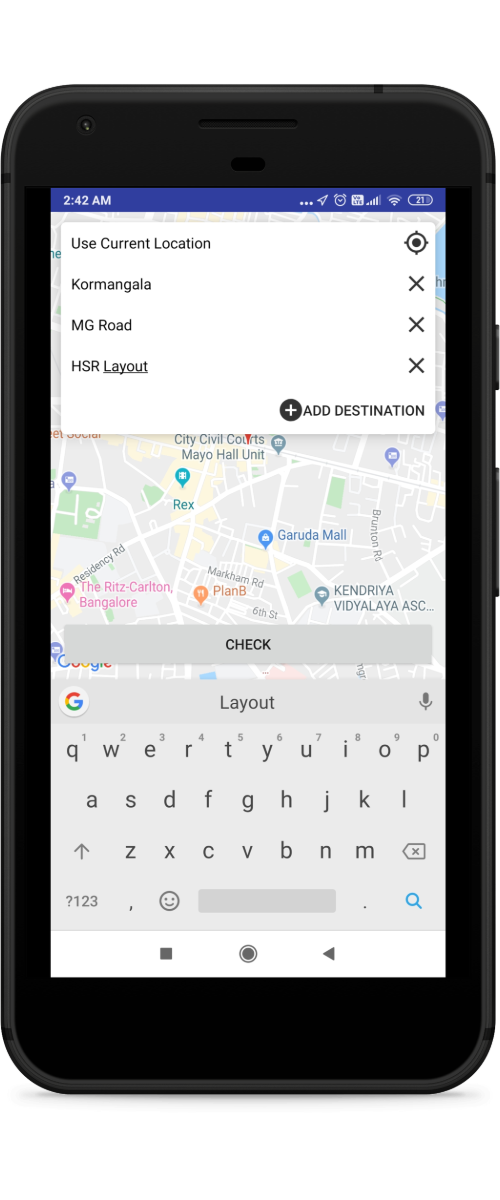 2:42 AM
21
Use Current Location
Kormangala
MG Road
HSR Layout
ADD DESTINATION
City Civil Courts
Mayo Hall Unit
Rex
Garuda Mall
Brunton Rd
Residency Rd
Markham Rd
The Ritz-Carlton,
Bangalore
PlanB
6th St
KENDRIYA
VIDYALAYA ASC...
CHECK
Google
G
Layout
1 2 3 4 5 6 7 8 9 0
q w e r t y u i o p
a s d f g h j k l
z x c v b n m
?123 , .